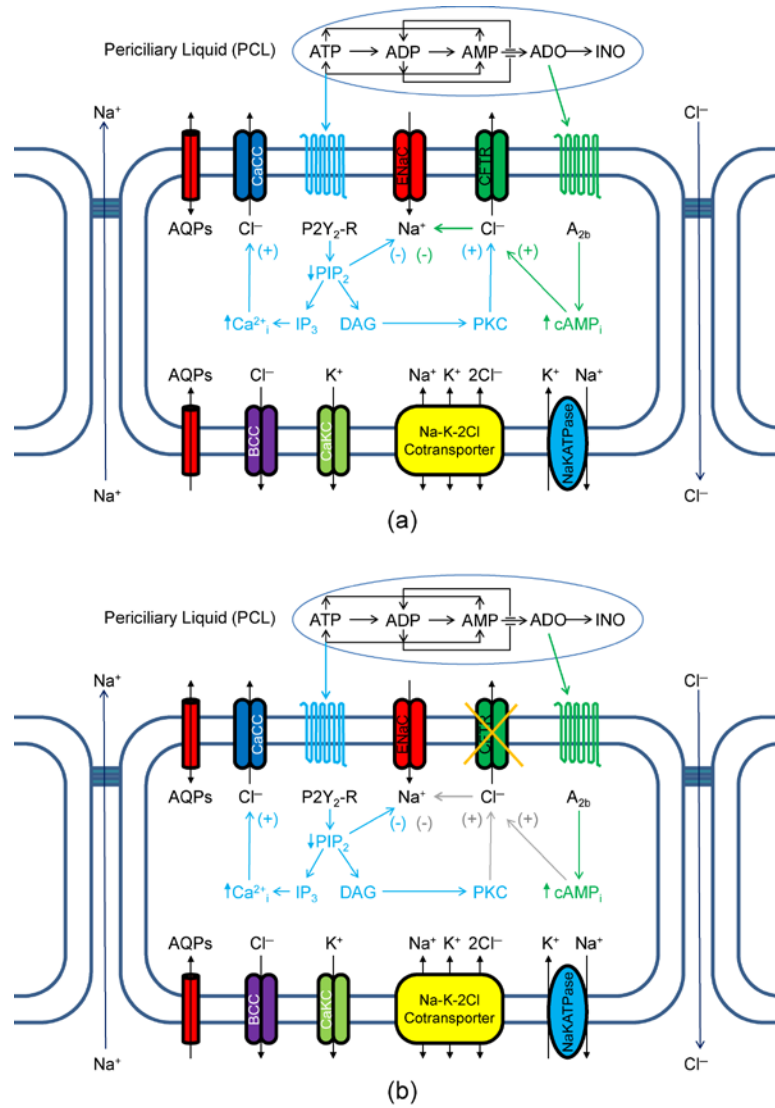 Periciliary Liquid (PCL)
ATP ADP AMP ADO INO
Na⁺ Cl⁻
CaCC ENaC CFTR
AQPs Cl⁻ P2Y₂-R Na⁺ Cl⁻ A₂b
(+) (-) (-) (+) (+)
↓PIP₂
↑Ca²⁺ᵢ IP₃ DAG PKC ↑cAMPᵢ
AQPs Cl⁻ K⁺ Na⁺ K⁺ 2Cl⁻ K⁺ Na⁺
BCC CaKC Na-K-2Cl NaKATPase
Cotransporter
Na⁺ Cl⁻
(a)
Periciliary Liquid (PCL)
ATP ADP AMP ADO INO
Na⁺ Cl⁻
CaCC ENaC CFTR
AQPs Cl⁻ P2Y₂-R Na⁺ Cl⁻ A₂b
(+) (-) (-) (+) (+)
↓PIP₂
↑Ca²⁺ᵢ IP₃ DAG PKC ↑cAMPᵢ
AQPs Cl⁻ K⁺ Na⁺ K⁺ 2Cl⁻ K⁺ Na⁺
BCC CaKC Na-K-2Cl NaKATPase
Cotransporter
Na⁺ Cl⁻
(b)